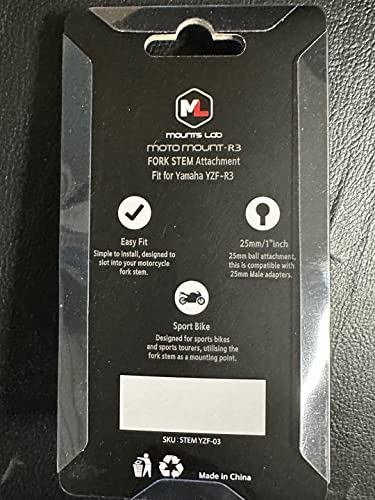 ML
mounts Lab
moto mount-R3
FORK STEM Attachment
Fit for Yamaha YZF-R3
Easy Fit
Simple to install, designed to
slot into your motorcycle
fork stem.
25mm/1"inch
25mm ball attachment,
this is compatible with
25mm Male adapters.
Sport Bike
Designed for sports bikes
and sports tourers, utilising the
fork stem as a mounting point.
SKU: STEM YZF-03
Made in China